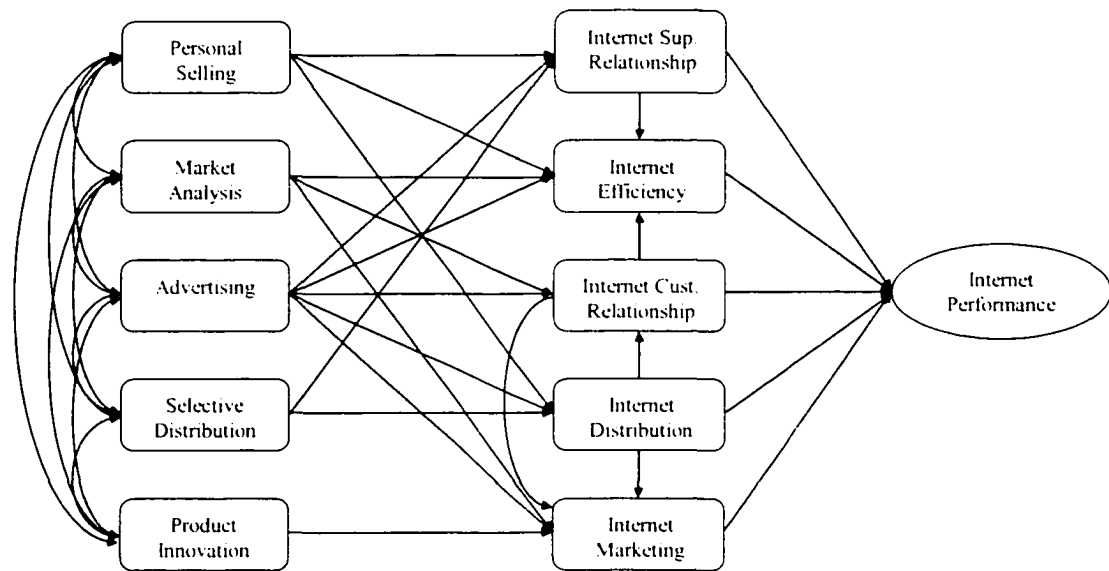 Personal
Selling
Market
Analysis
Advertising
Selective
Distribution
Product
Innovation
Internet Sup.
Relationship
Internet
Efficiency
Internet Cust.
Relationship
Internet
Distribution
Internet
Marketing
Internet
Performance